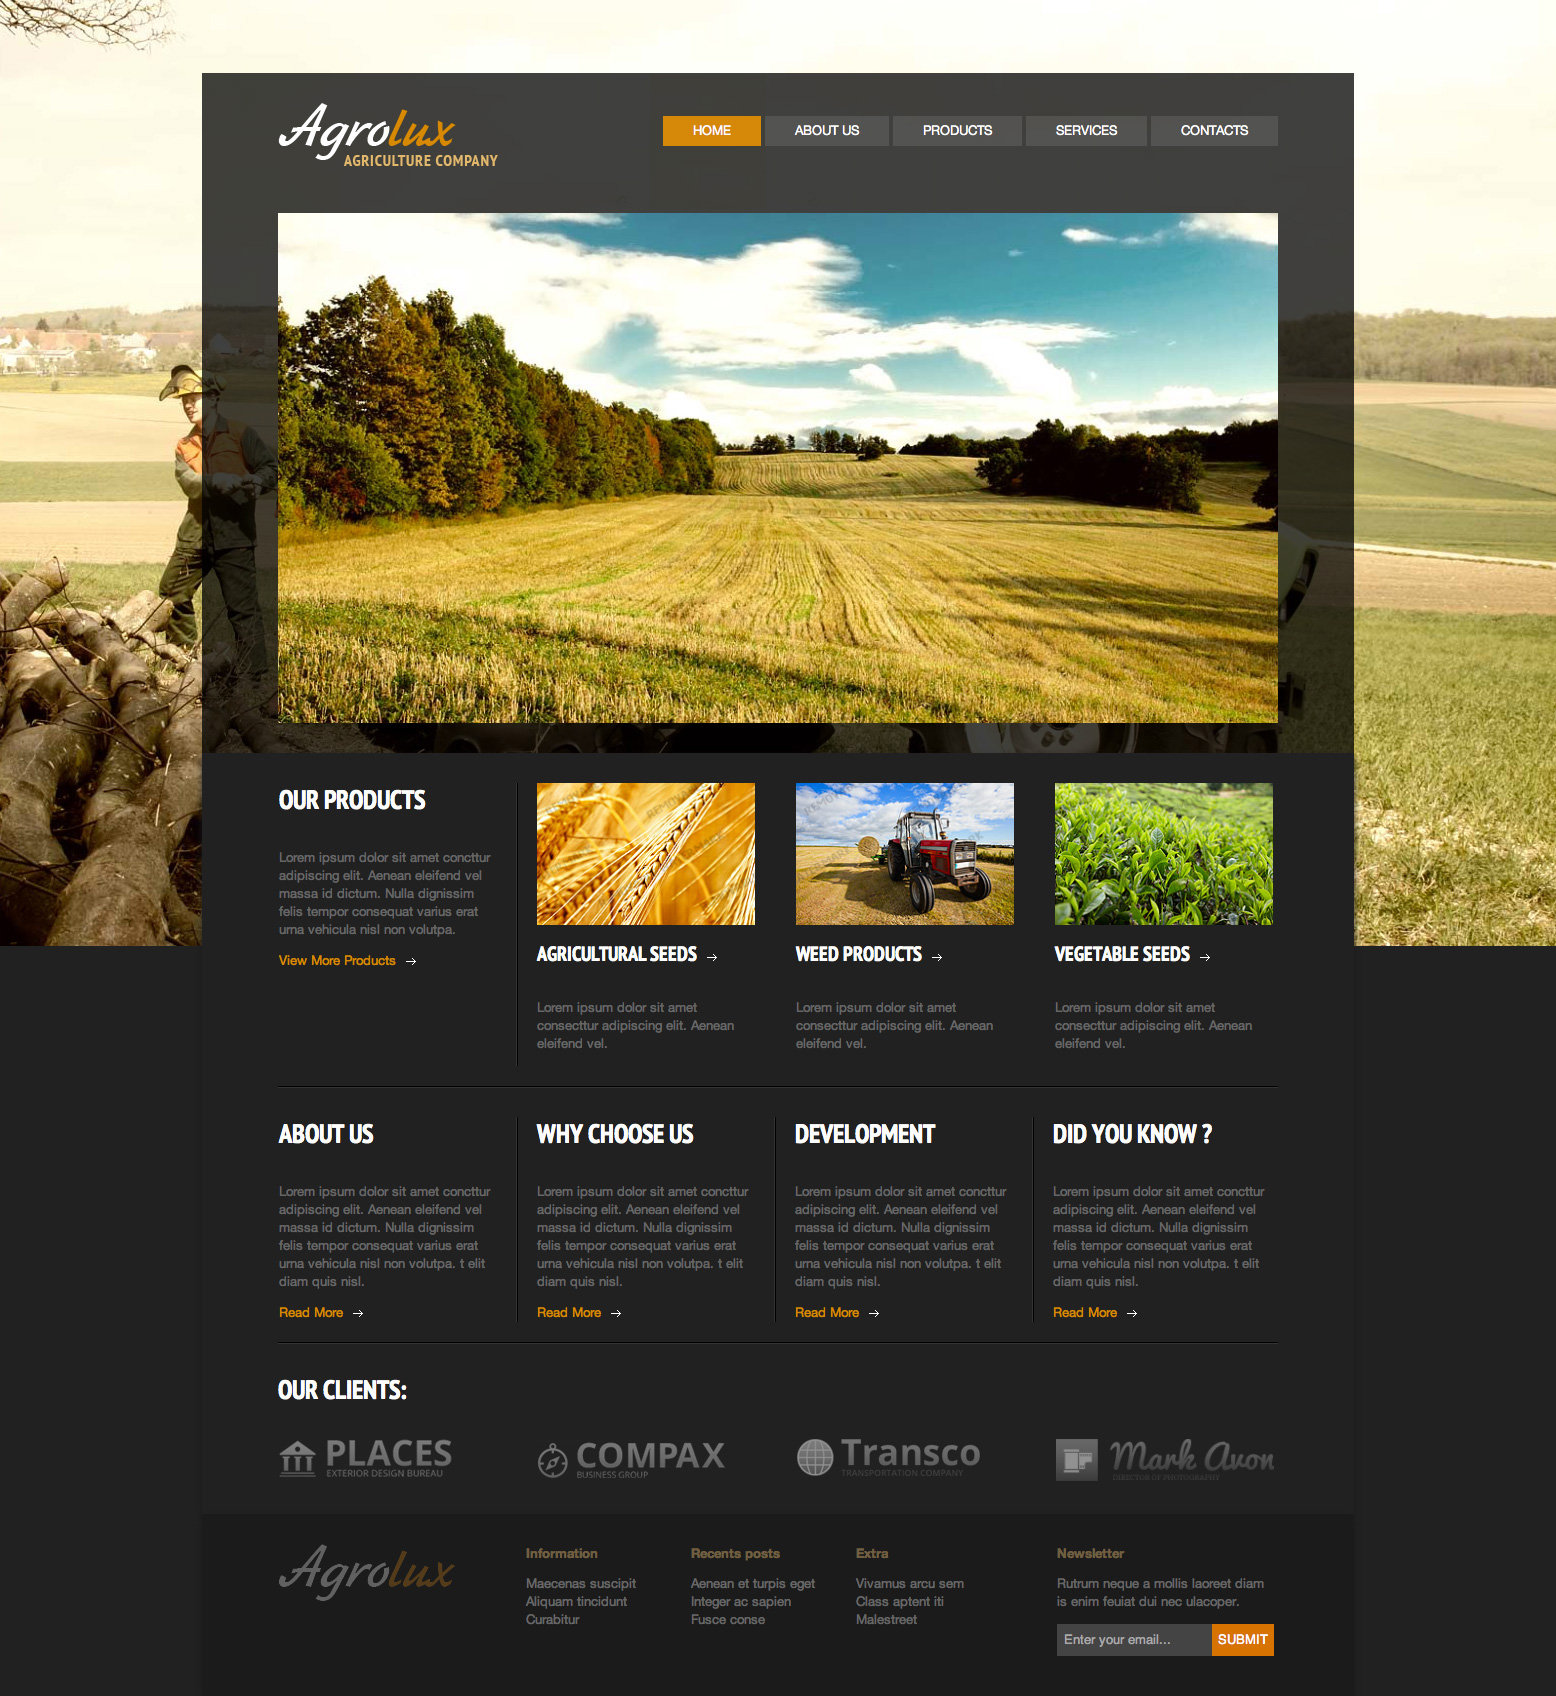 Agrolux
AGRICULTURE COMPANY
HOME
ABOUT US
PRODUCTS
SERVICES
CONTACTS
OUR PRODUCTS
Lorem ipsum dolor sit amet concttur
adipiscing elit. Aenean eleifend vel
massa id dictum. Nulla dignissim
felis tempor consequat varius erat
urna vehicula nisl non volutpa.
View More Products
AGRICULTURAL SEEDS
Lorem ipsum dolor sit amet
consecttur adipiscing elit. Aenean
eleifend vel.
WEED PRODUCTS
Lorem ipsum dolor sit amet
consecttur adipiscing elit. Aenean
eleifend vel.
VEGETABLE SEEDS
Lorem ipsum dolor sit amet
consecttur adipiscing elit. Aenean
eleifend vel.
ABOUT US
Lorem ipsum dolor sit amet concttur
adipiscing elit. Aenean eleifend vel
massa id dictum. Nulla dignissim
felis tempor consequat varius erat
urna vehicula nisl non volutpa. t elit
diam quis nisl.
Read More
WHY CHOOSE US
Lorem ipsum dolor sit amet concttur
adipiscing elit. Aenean eleifend vel
massa id dictum. Nulla dignissim
felis tempor consequat varius erat
urna vehicula nisl non volutpa. t elit
diam quis nisl.
Read More
DEVELOPMENT
Lorem ipsum dolor sit amet concttur
adipiscing elit. Aenean eleifend vel
massa id dictum. Nulla dignissim
felis tempor consequat varius erat
urna vehicula nisl non volutpa. t elit
diam quis nisl.
Read More
DID YOU KNOW ?
Lorem ipsum dolor sit amet concttur
adipiscing elit. Aenean eleifend vel
massa id dictum. Nulla dignissim
felis tempor consequat varius erat
urna vehicula nisl non volutpa. t elit
diam quis nisl.
Read More
OUR CLIENTS:
PLACES
EXTERIOR DESIGN BUREAU
COMPAX
BUSINESS GROUP
Transco
TRANSPORTATION COMPANY
Mark Avon
DIRECTOR OF PHOTOGRAPHY
Agrolux
Information
Maecenas suscipit
Aliquam tincidunt
Curabitur
Recents posts
Aenean et turpis eget
Integer ac sapien
Fusce conse
Extra
Vivamus arcu sem
Class aptent iti
Malestreet
Newsletter
Rutrum neque a mollis laoreet diam
is enim feuiat dui nec ulacoper.
Enter your email...
SUBMIT